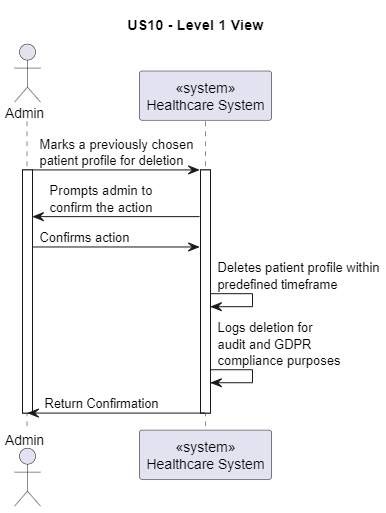 US10 - Level 1 View
«system»
Healthcare System
Admin
Marks a previously chosen
patient profile for deletion
Prompts admin to
confirm the action
Confirms action
Deletes patient profile within
predefined timeframe
Logs deletion for
audit and GDPR
compliance purposes
Return Confirmation
Admin
«system»
Healthcare System